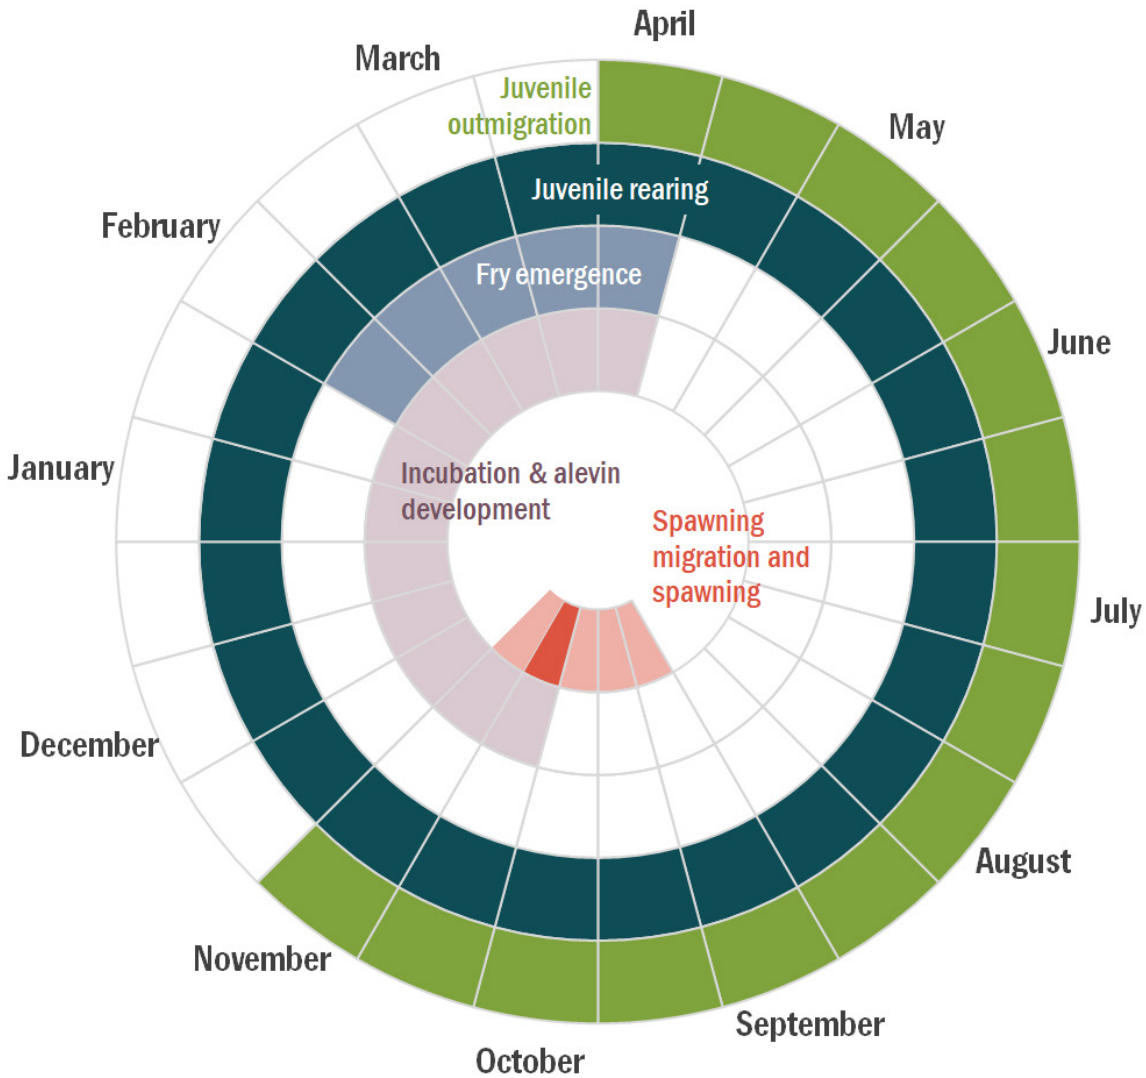 April
March
Juvenile
outmigration
May
Juvenile rearing
February
Fry emergence
June
January
Incubation & alevin
development
Spawning
migration and
spawning
July
December
August
November
September
October